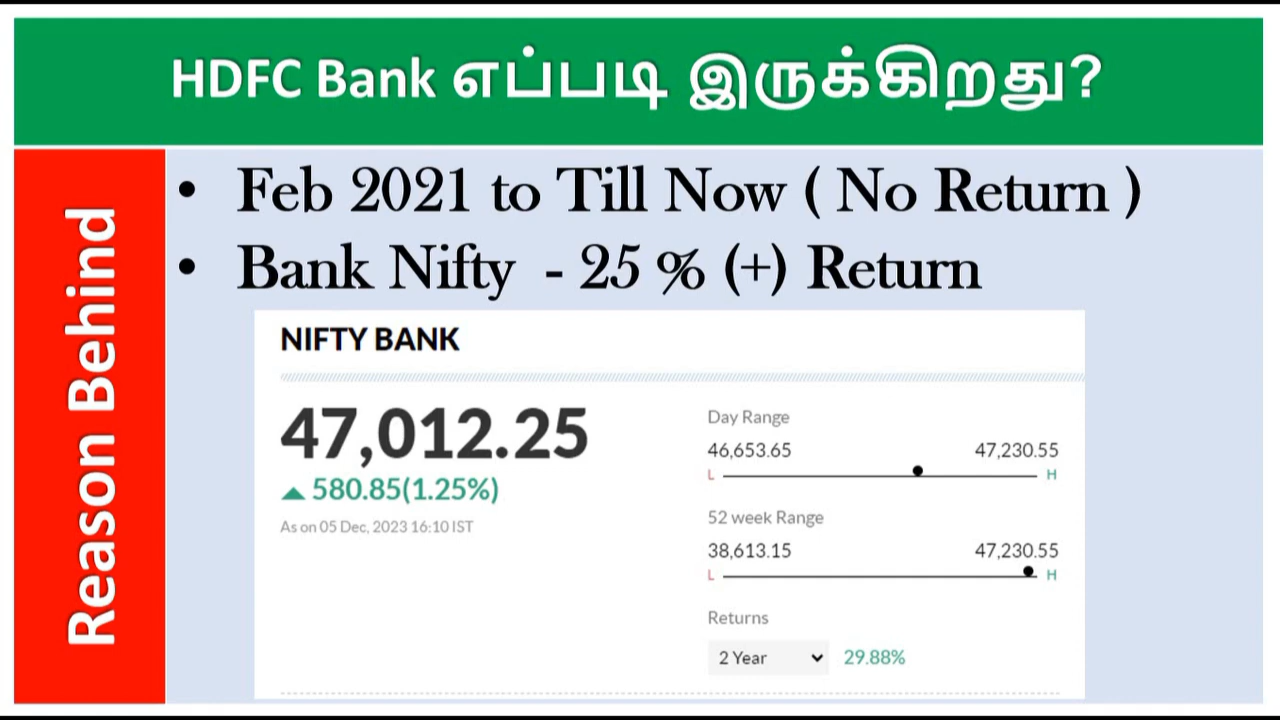 HDFC Bank எப்படி இருக்கிறது?
Reason Behind
• Feb 2021 to Till Now ( No Return )
• Bank Nifty - 25 % (+) Return
NIFTY BANK
47,012.25
▲ 580.85(1.25%)
As on 05 Dec, 2023 16:10 IST
Day Range
46,653.65 47,230.55
L H
52 week Range
38,613.15 47,230.55
L H
Returns
2 Year 29.88%